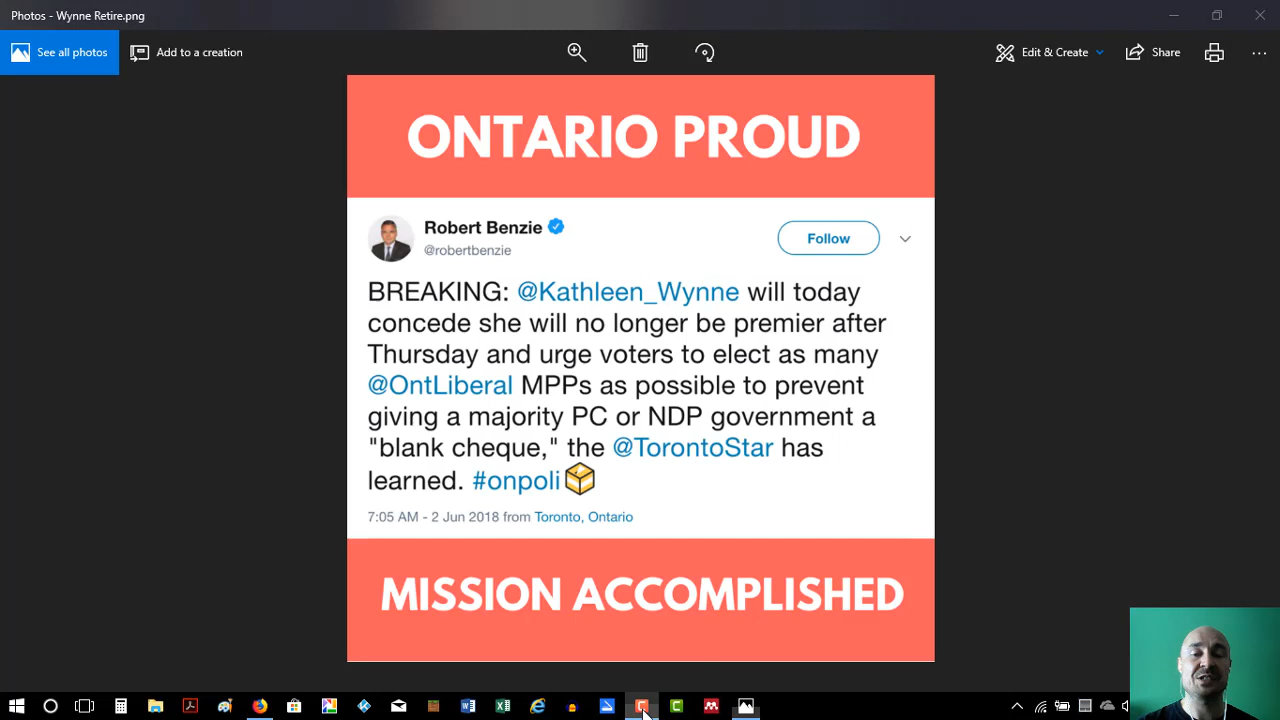 Photos - Wynne Retire.png
See all photos
Add to a creation
Edit & Create
Share
ONTARIO PROUD
Robert Benzie
@robertbenzie
Follow
BREAKING: @Kathleen_Wynne will today
concede she will no longer be premier after
Thursday and urge voters to elect as many
@OntLiberal MPPs as possible to prevent
giving a majority PC or NDP government a
"blank cheque," the @TorontoStar has
learned. #onpoli
7:05 AM - 2 Jun 2018 from Toronto, Ontario
MISSION ACCOMPLISHED